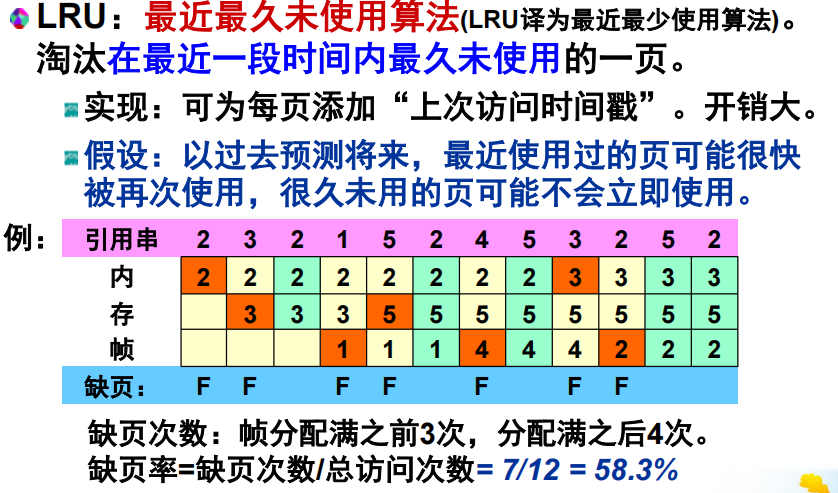 LRU：最近最久未使用算法(LRU译为最近最少使用算法)。
淘汰在最近一段时间内最久未使用的一页。
实现：可为每页添加“上次访问时间戳”。开销大。
假设：以过去预测将来，最近使用过的页可能很快
被再次使用，很久未用的页可能不会立即使用。
例：
引用串 2 3 2 1 5 2 4 5 3 2 5 2
内 2 2 2 2 2 2 2 2 3 3 3 3
存 3 3 3 5 5 5 5 5 5 5 5
帧 1 1 1 4 4 4 2 2 2
缺页： F F F F F F F
缺页次数：帧分配满之前3次，分配满之后4次。
缺页率=缺页次数/总访问次数= 7/12 = 58.3%